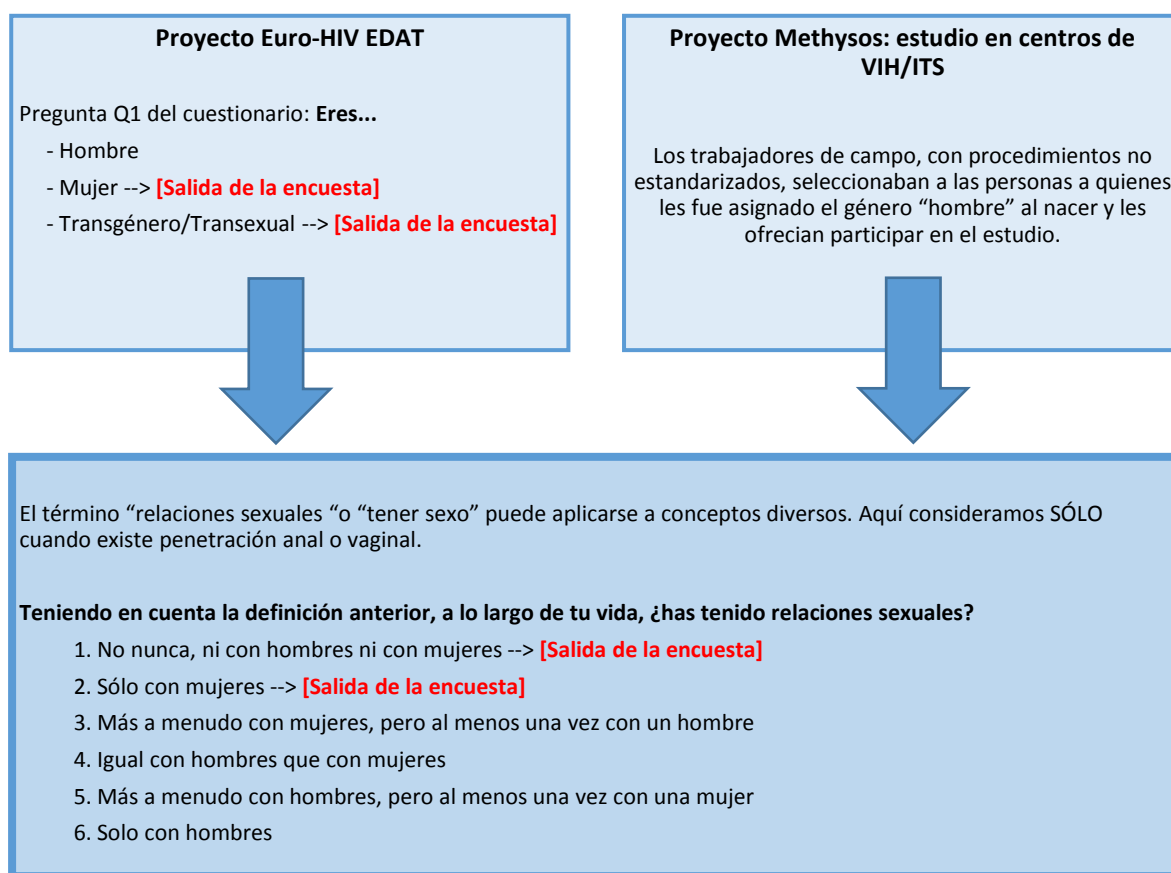 Proyecto Euro-HIV EDAT
Pregunta Q1 del cuestionario: Eres...
- Hombre
- Mujer --> [Salida de la encuesta]
- Transgénero/Transexual --> [Salida de la encuesta]
Proyecto Methysos: estudio en centros de
VIH/ITS
Los trabajadores de campo, con procedimientos no
estandarizados, seleccionaban a las personas a quienes
les fue asignado el género “hombre” al nacer y les
ofrecian participar en el estudio.
El término “relaciones sexuales “o “tener sexo” puede aplicarse a conceptos diversos. Aquí consideramos SÓLO
cuando existe penetración anal o vaginal.
Teniendo en cuenta la definición anterior, a lo largo de tu vida, ¿has tenido relaciones sexuales?
1. No nunca, ni con hombres ni con mujeres --> [Salida de la encuesta]
2. Sólo con mujeres --> [Salida de la encuesta]
3. Más a menudo con mujeres, pero al menos una vez con un hombre
4. Igual con hombres que con mujeres
5. Más a menudo con hombres, pero al menos una vez con una mujer
6. Solo con hombres